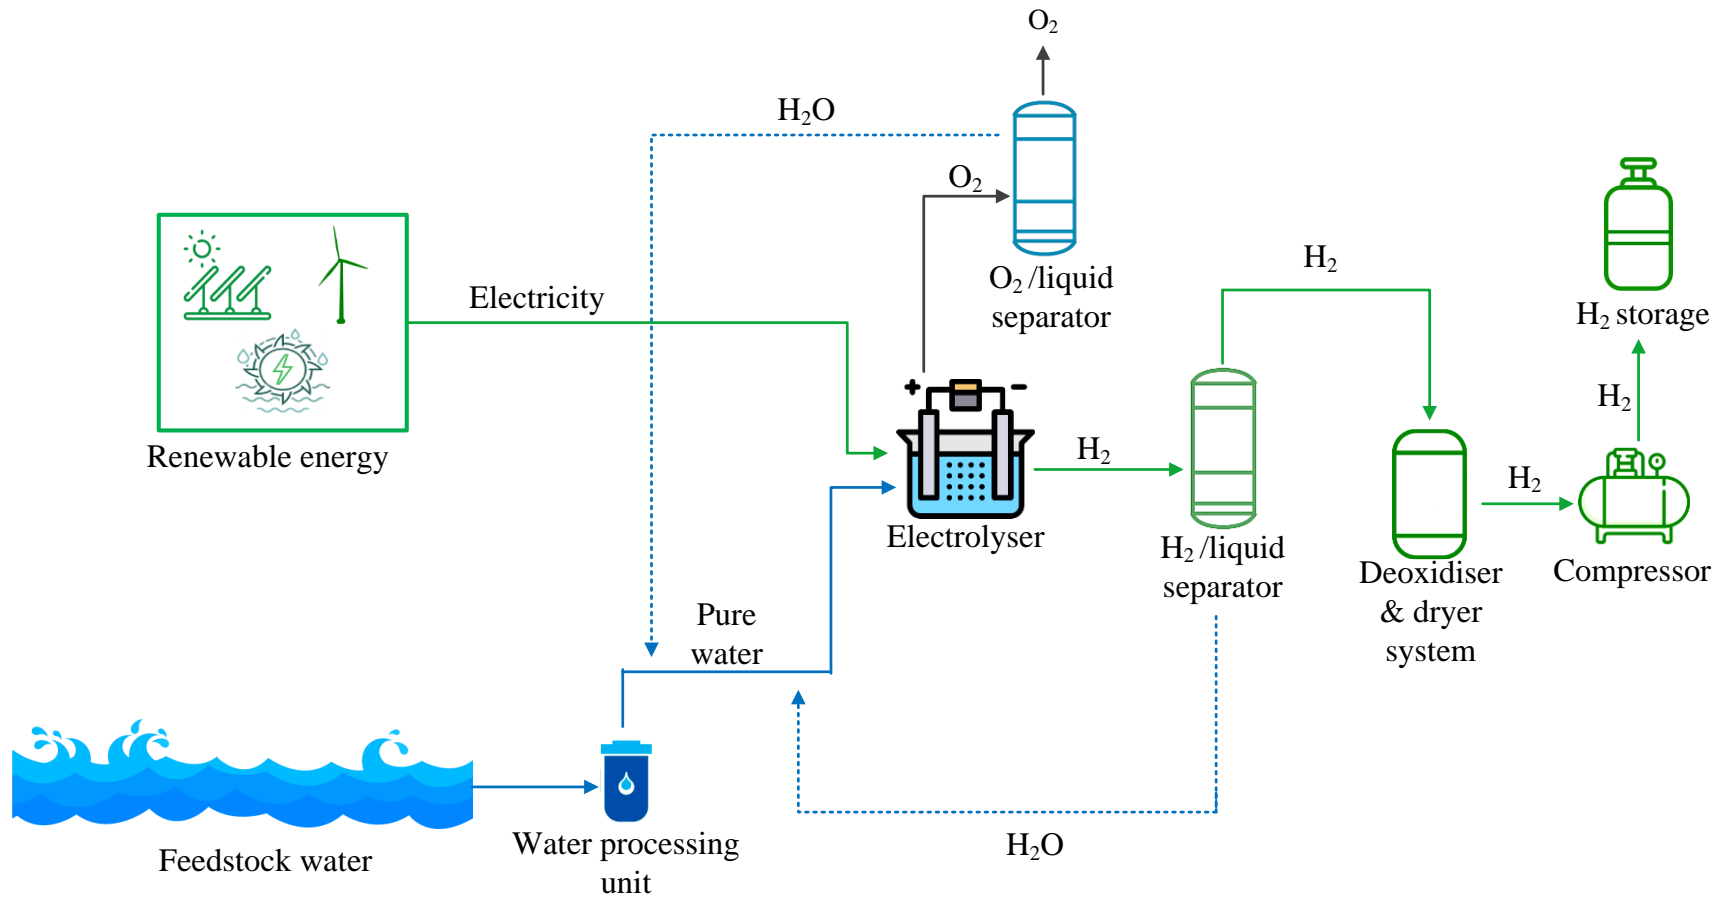 O₂
H₂O
O₂
O₂ /liquid
separator
H₂
Electricity
H₂ storage
Renewable energy
+
−
H₂
H₂
H₂
Electrolyser
H₂ /liquid
separator
Deoxidiser
& dryer
system
Compressor
Pure
water
Feedstock water
Water processing
unit
H₂O